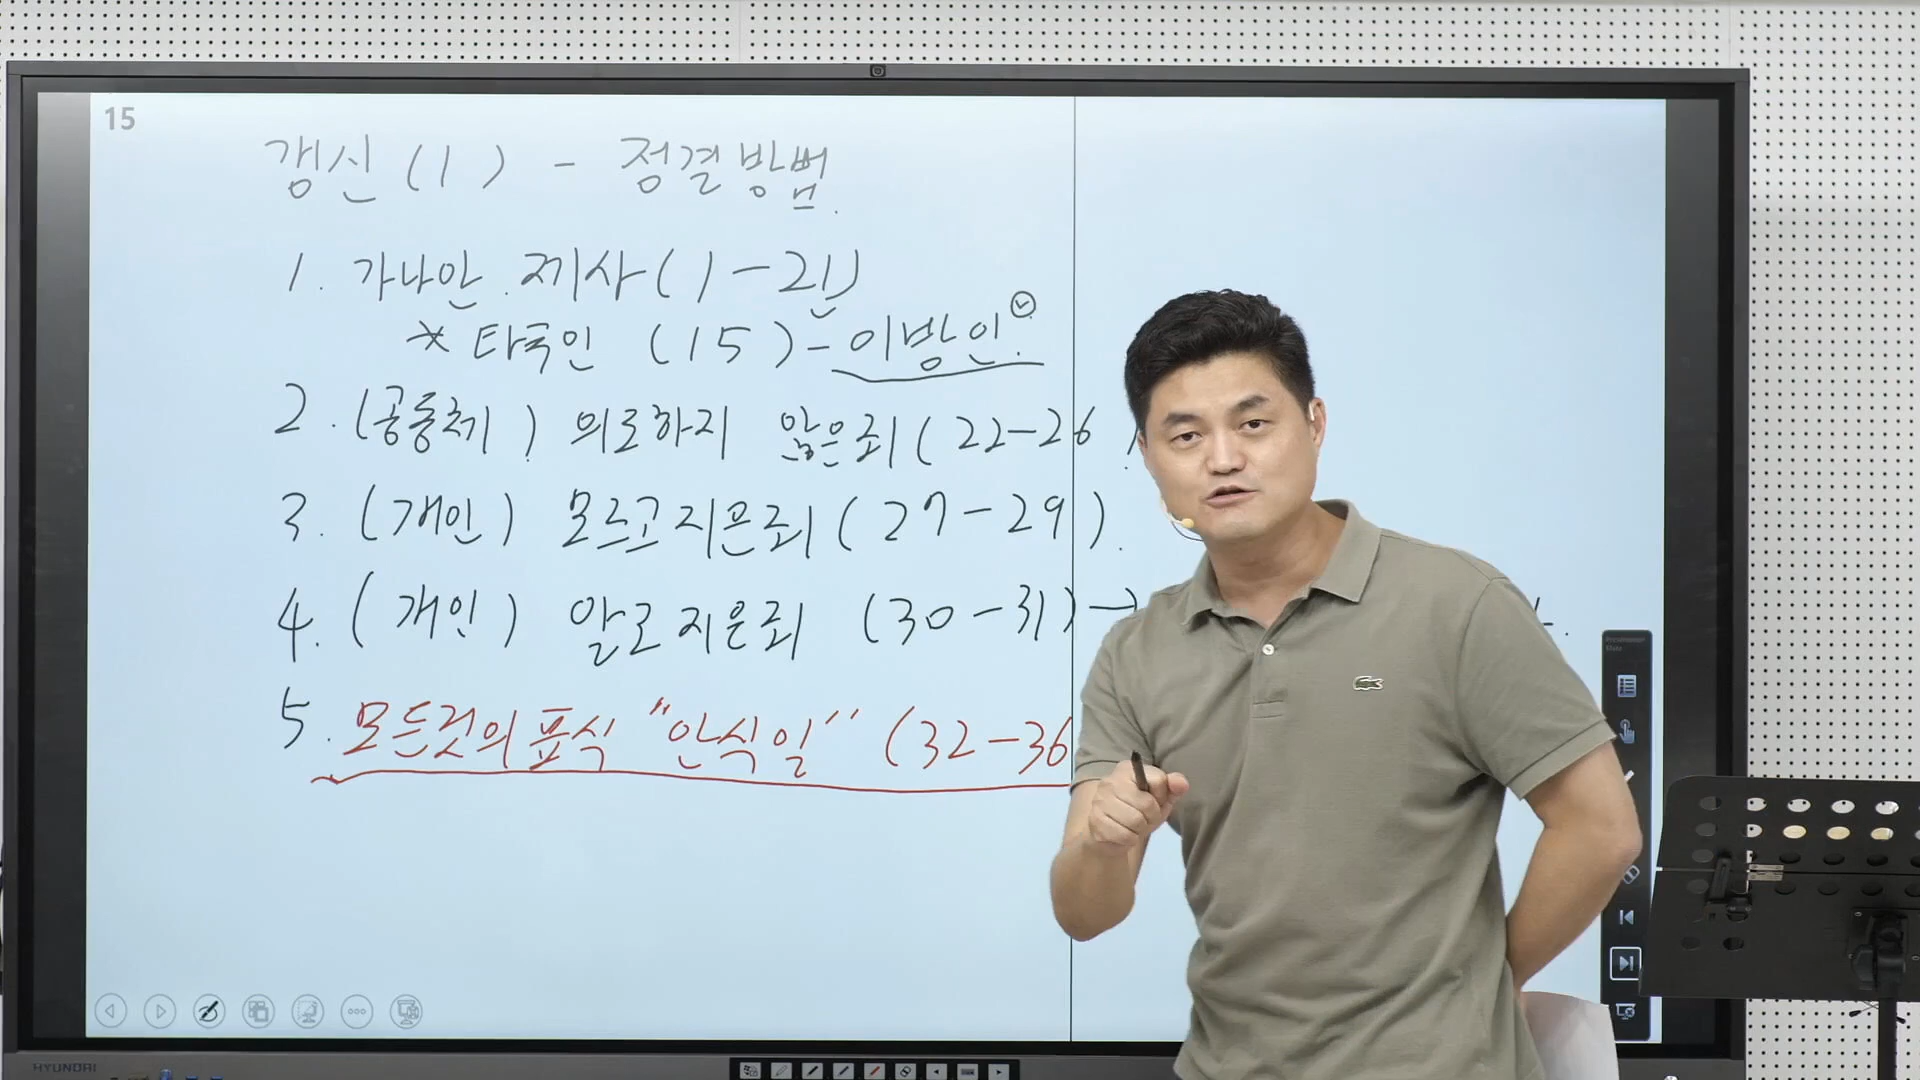 15
갱신 (1) - 정결방법.
1. 가나안 제사 (1-21)
* 타국인 (15) - 이방인.
2. (공동체) 의도하지 않은죄 (22-26)
3. (개인) 모르고지은죄 (27-29).
4. (개인) 알고지은죄 (30-31) →
5. 모든것의 표식 "안식일" (32-36
HYUNDAI